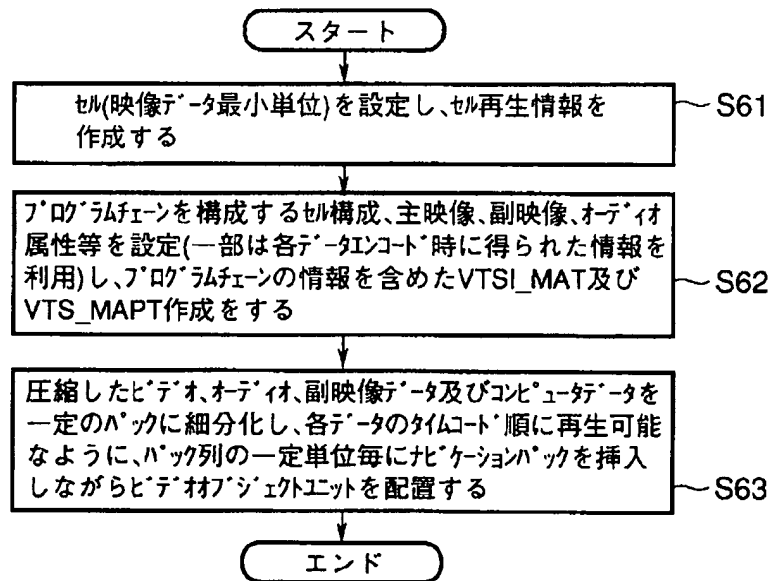 スタート
ｾﾙ(映像ﾃﾞｰﾀ最小単位)を設定し、ｾﾙ再生情報を
作成する
S61
ﾌﾟﾛｸﾞﾗﾑﾁｪｰﾝを構成するｾﾙ構成、主映像、副映像、ｵｰﾃﾞｨｵ
属性等を設定(一部は各ﾃﾞｰﾀｴﾝｺｰﾄﾞ時に得られた情報を
利用)し、ﾌﾟﾛｸﾞﾗﾑﾁｪｰﾝの情報を含めたVTSI_MAT及び
VTS_MAPT作成をする
S62
圧縮したﾋﾞﾃﾞｵ、ｵｰﾃﾞｨｵ、副映像ﾃﾞｰﾀ及びｺﾝﾋﾟｭｰﾀﾃﾞｰﾀを
一定のﾊﾟｯｸに細分化し、各ﾃﾞｰﾀのﾀｲﾑｺｰﾄﾞ順に再生可能
なように、ﾊﾟｯｸ列の一定単位毎にﾅﾋﾞｹﾞｰｼｮﾝﾊﾟｯｸを挿入
しながらﾋﾞﾃﾞｵｵﾌﾞｼﾞｪｸﾄﾕﾆｯﾄを配置する
S63
エンド